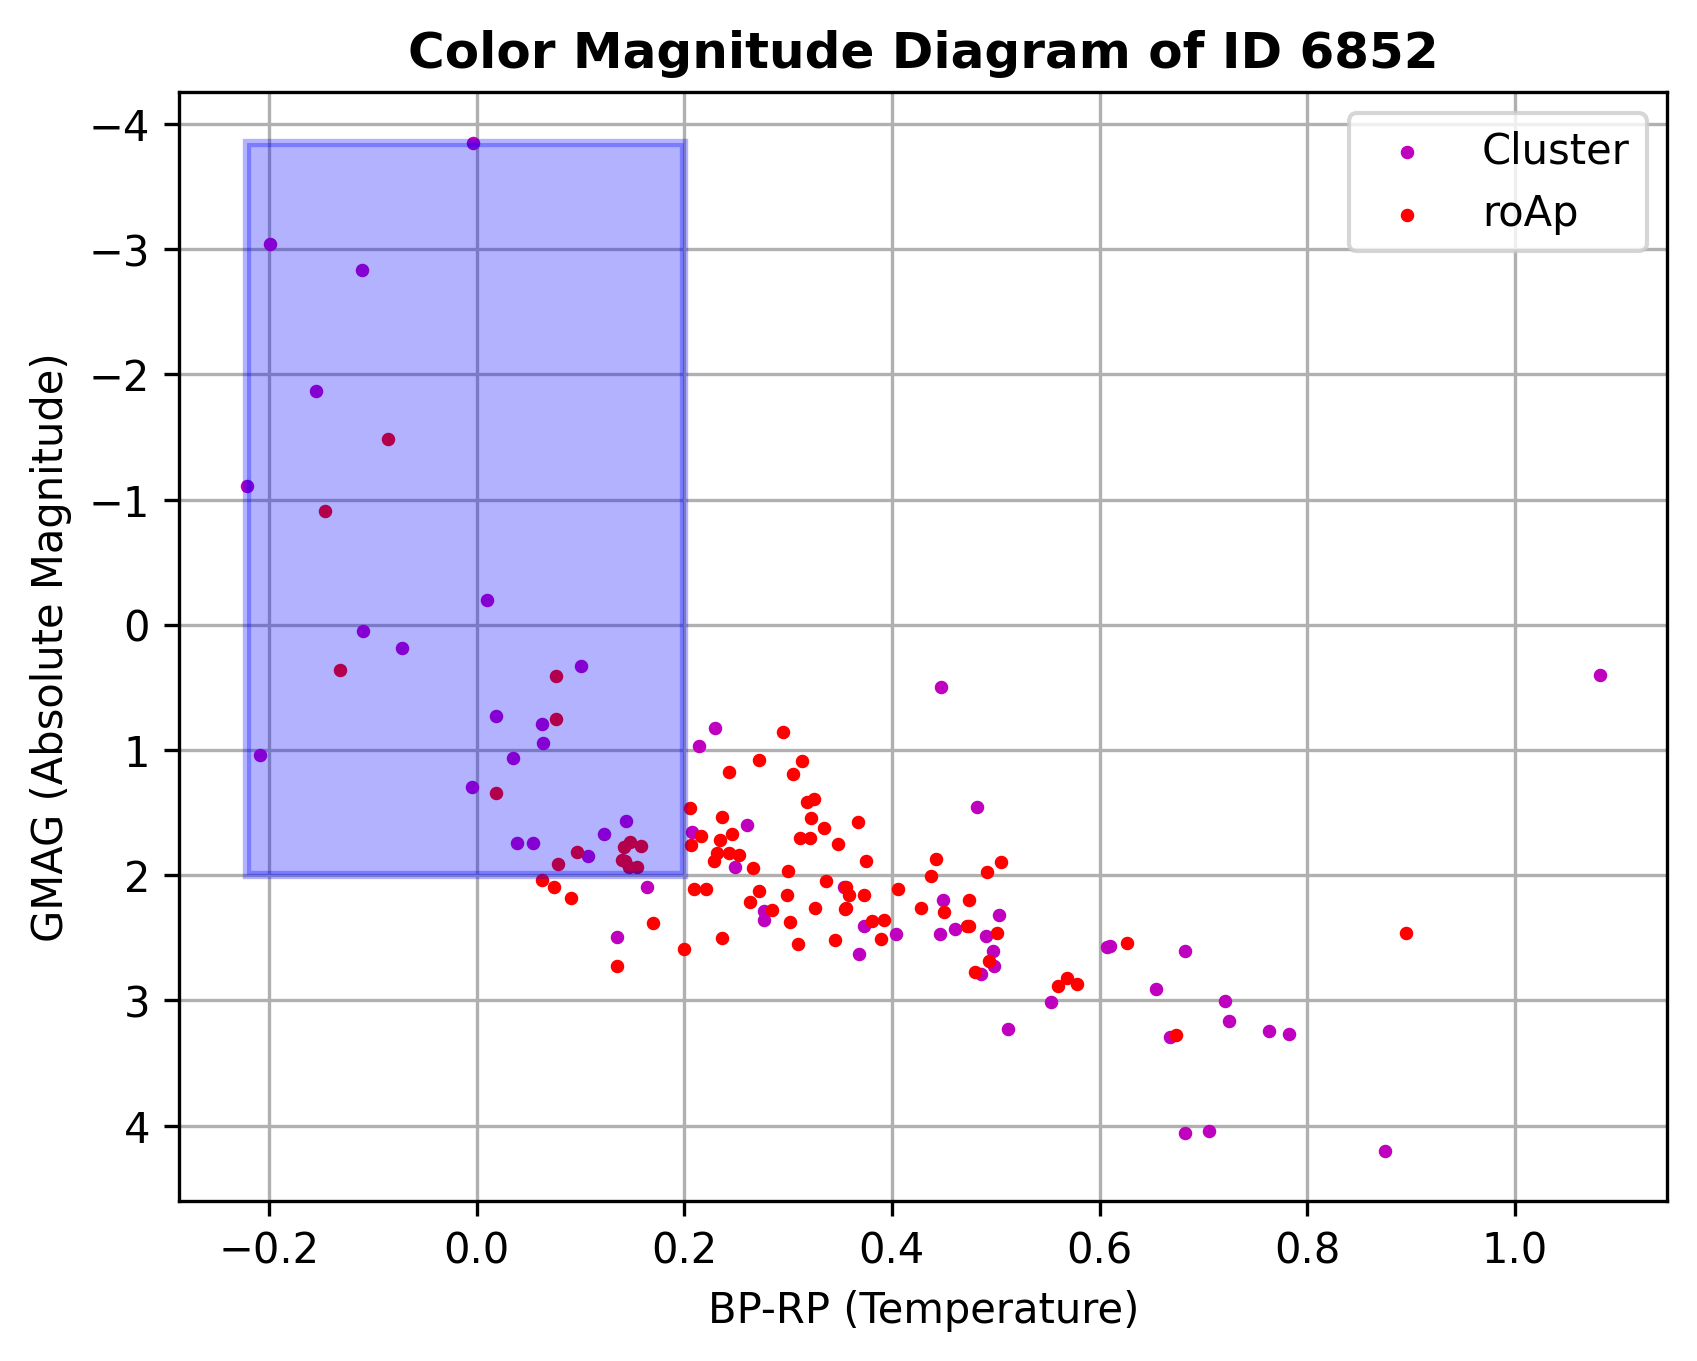 Color Magnitude Diagram of ID 6852
Cluster
roAp
GMAG (Absolute Magnitude)
−4
−3
−2
−1
0
1
2
3
4
−0.2 0.0 0.2 0.4 0.6 0.8 1.0
BP-RP (Temperature)